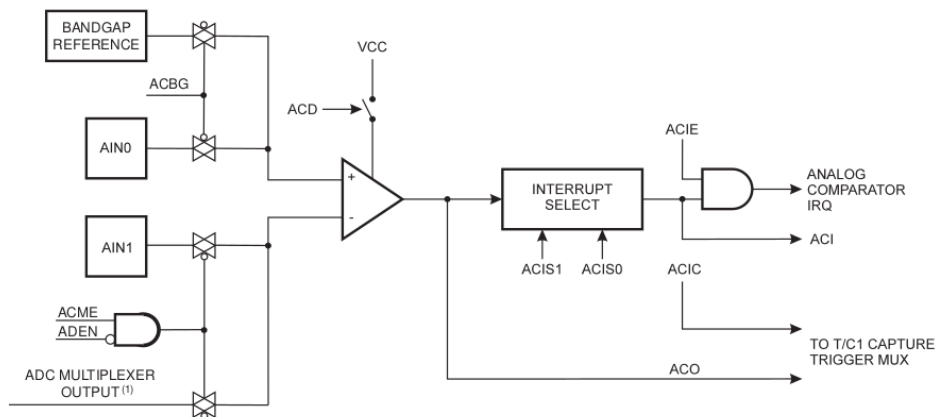 BANDGAP
REFERENCE
ACBG
AIN0
AIN1
ACME
ADEN
ADC MULTIPLEXER
OUTPUT (1)
VCC
ACD
+
-
INTERRUPT
SELECT
ACIS1
ACIS0
ACIE
ANALOG
COMPARATOR
IRQ
ACI
ACIC
TO T/C1 CAPTURE
TRIGGER MUX
ACO